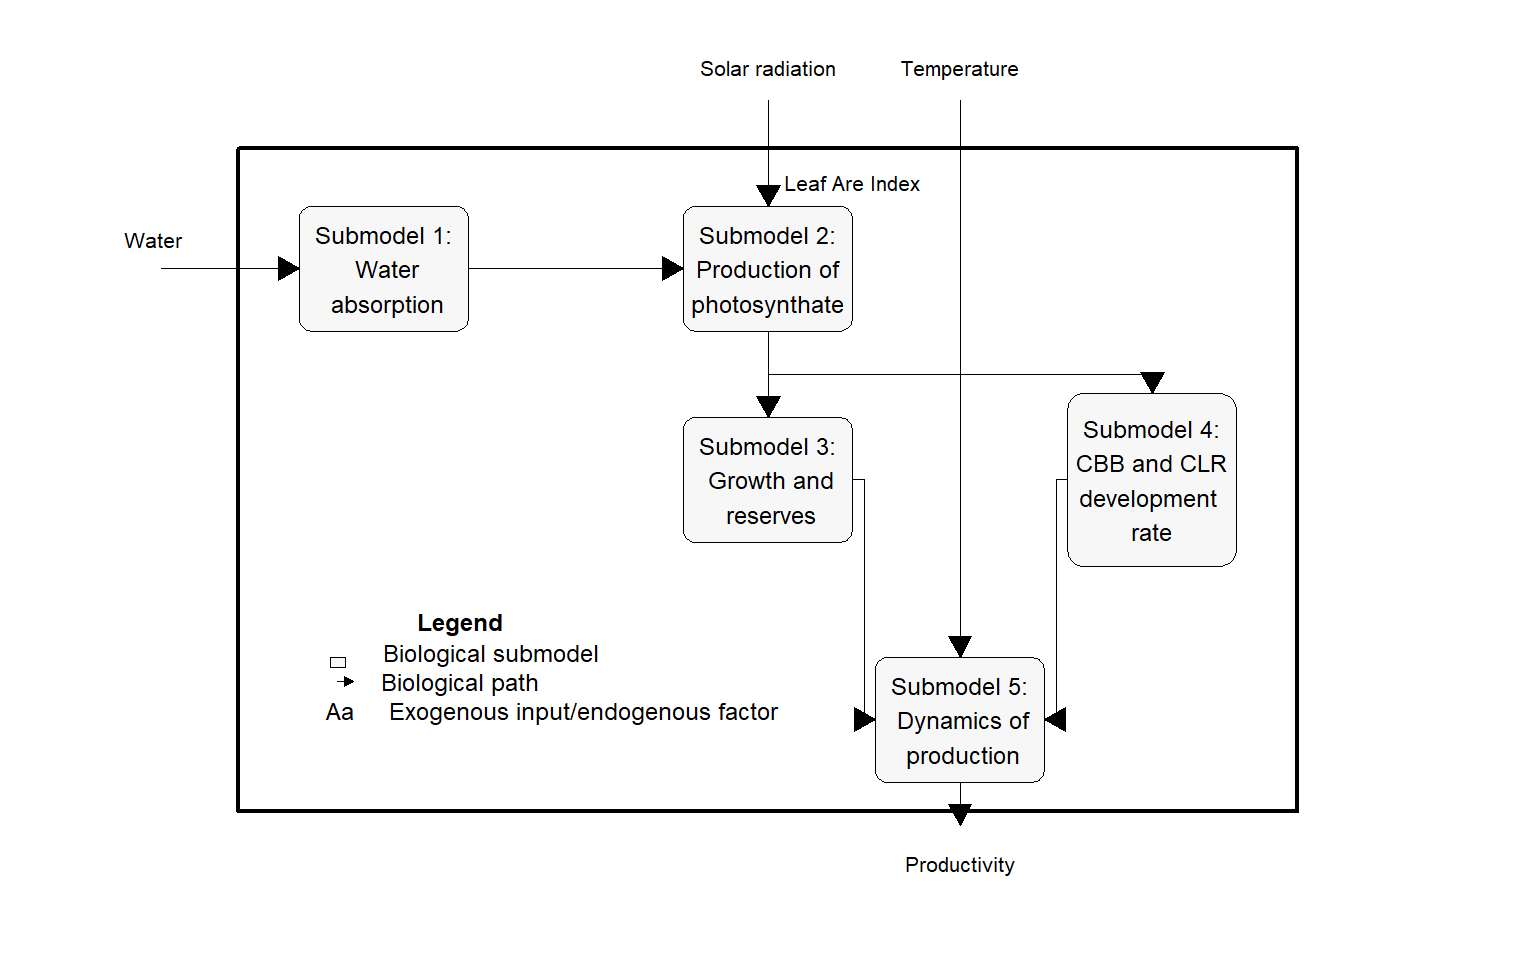 Solar radiation
Temperature
Leaf Are Index
Water
Submodel 1:
Water
absorption
Submodel 2:
Production of
photosynthate
Submodel 3:
Growth and
reserves
Submodel 4:
CBB and CLR
development
rate
Legend
Biological submodel
Biological path
Aa Exogenous input/endogenous factor
Submodel 5:
Dynamics of
production
Productivity